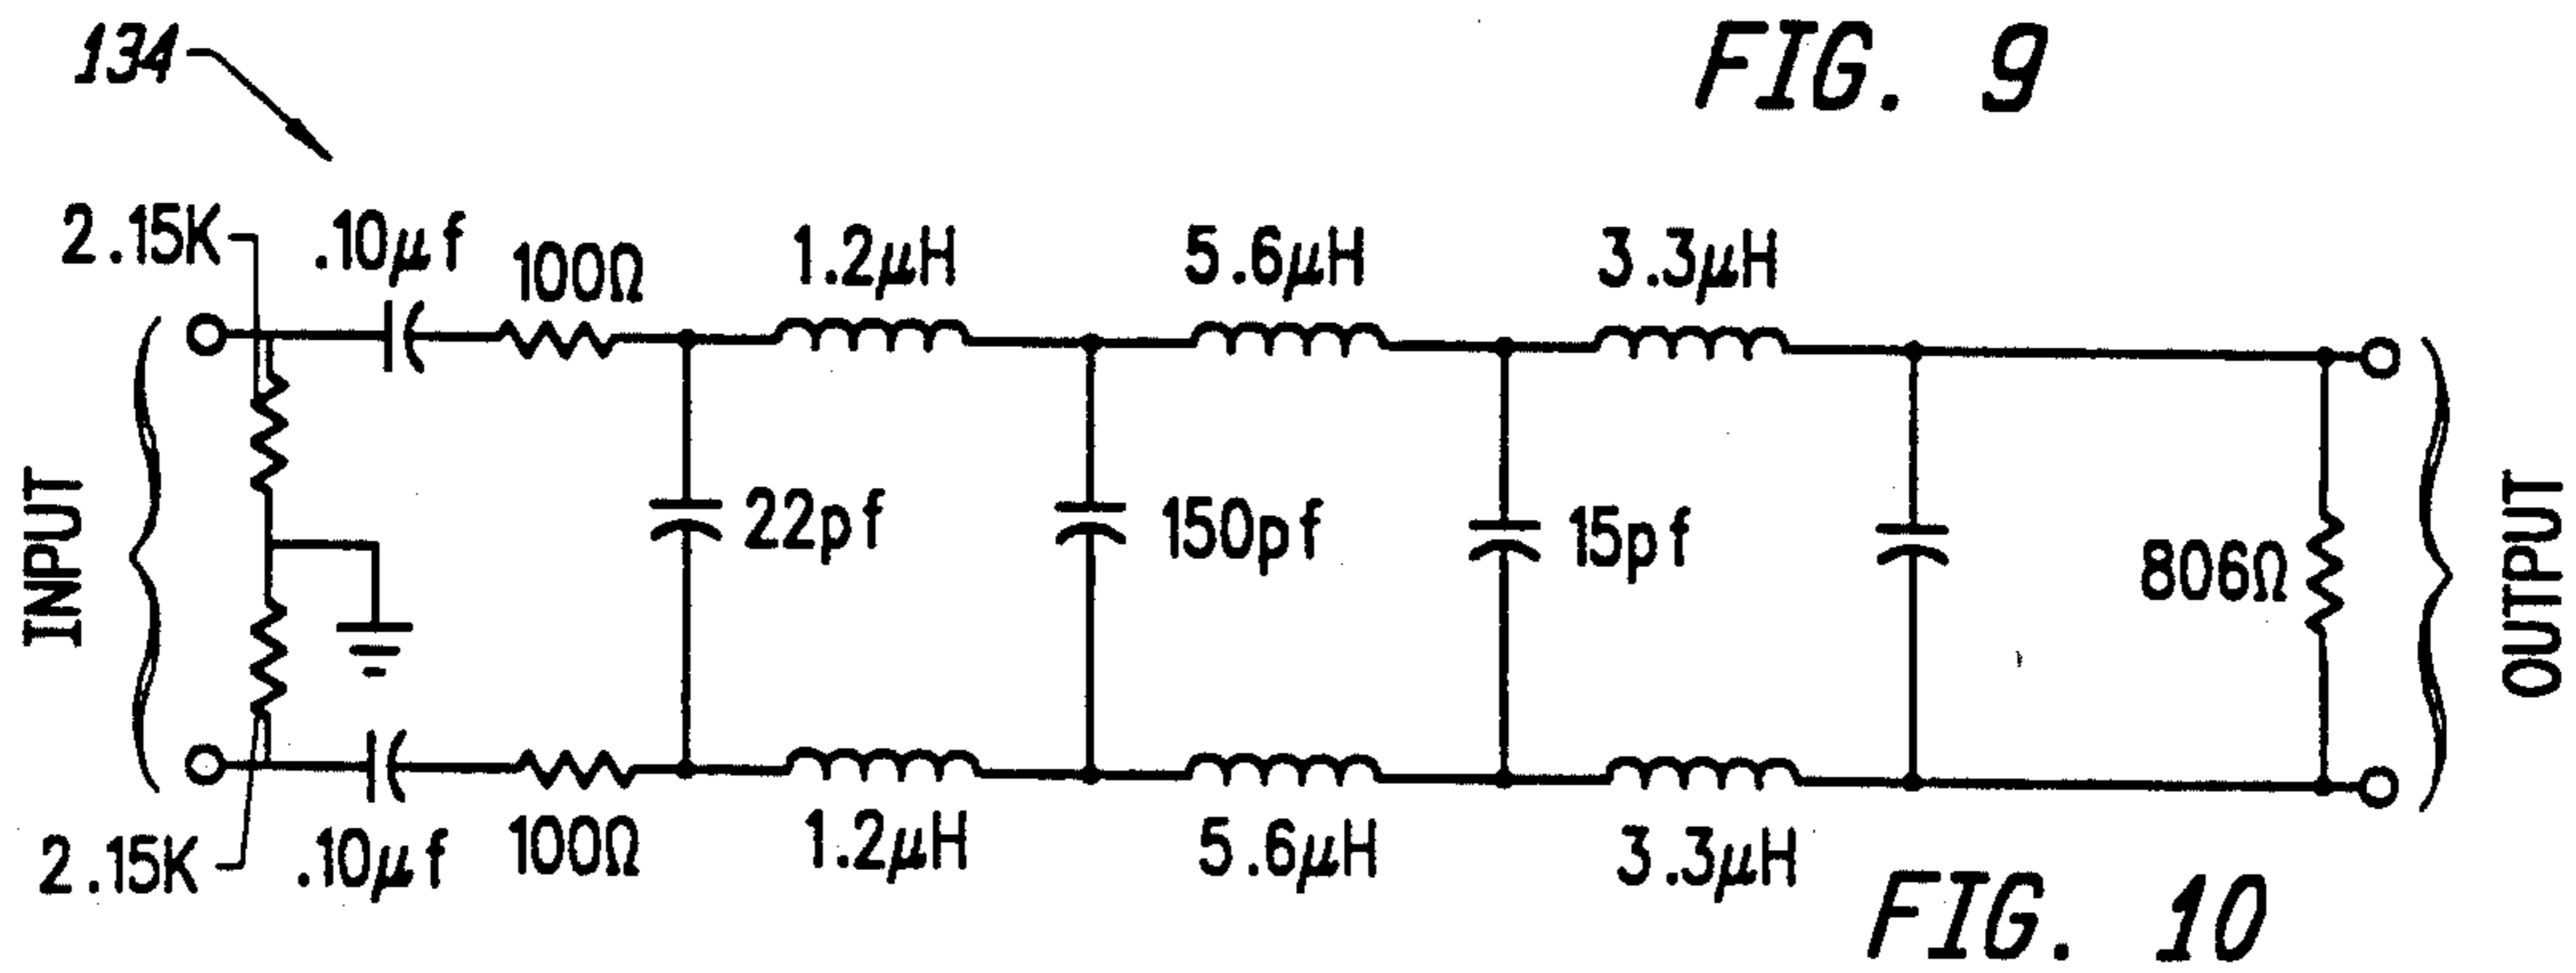 134
FIG. 9
2.15K
.10μf
100Ω
1.2μH
5.6μH
3.3μH
INPUT
22pf
150pf
15pf
806Ω
OUTPUT
2.15K
.10μf
100Ω
1.2μH
5.6μH
3.3μH
FIG. 10